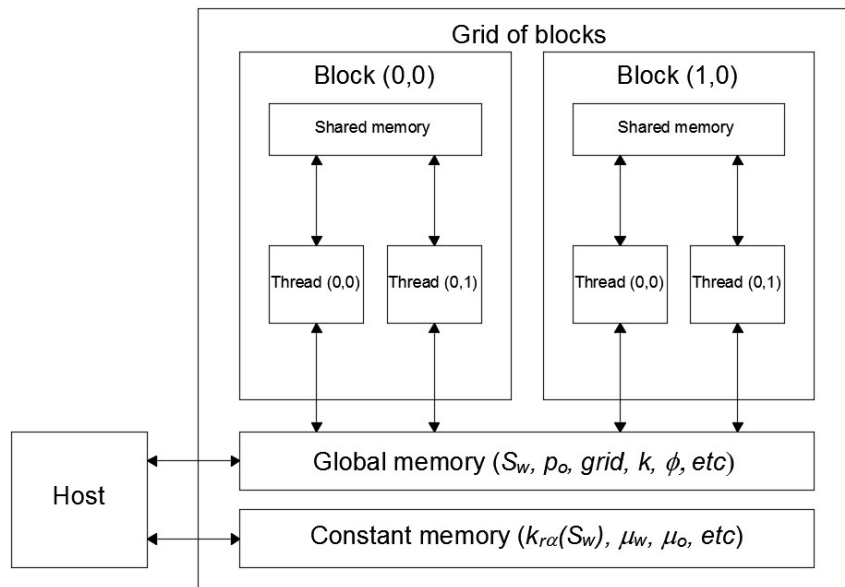 Grid of blocks
Block (0,0)
Block (1,0)
Shared memory
Shared memory
Thread (0,0)
Thread (0,1)
Thread (0,0)
Thread (0,1)
Host
Global memory (Sw, po, grid, k, ϕ, etc)
Constant memory (krα(Sw), μw, μo, etc)